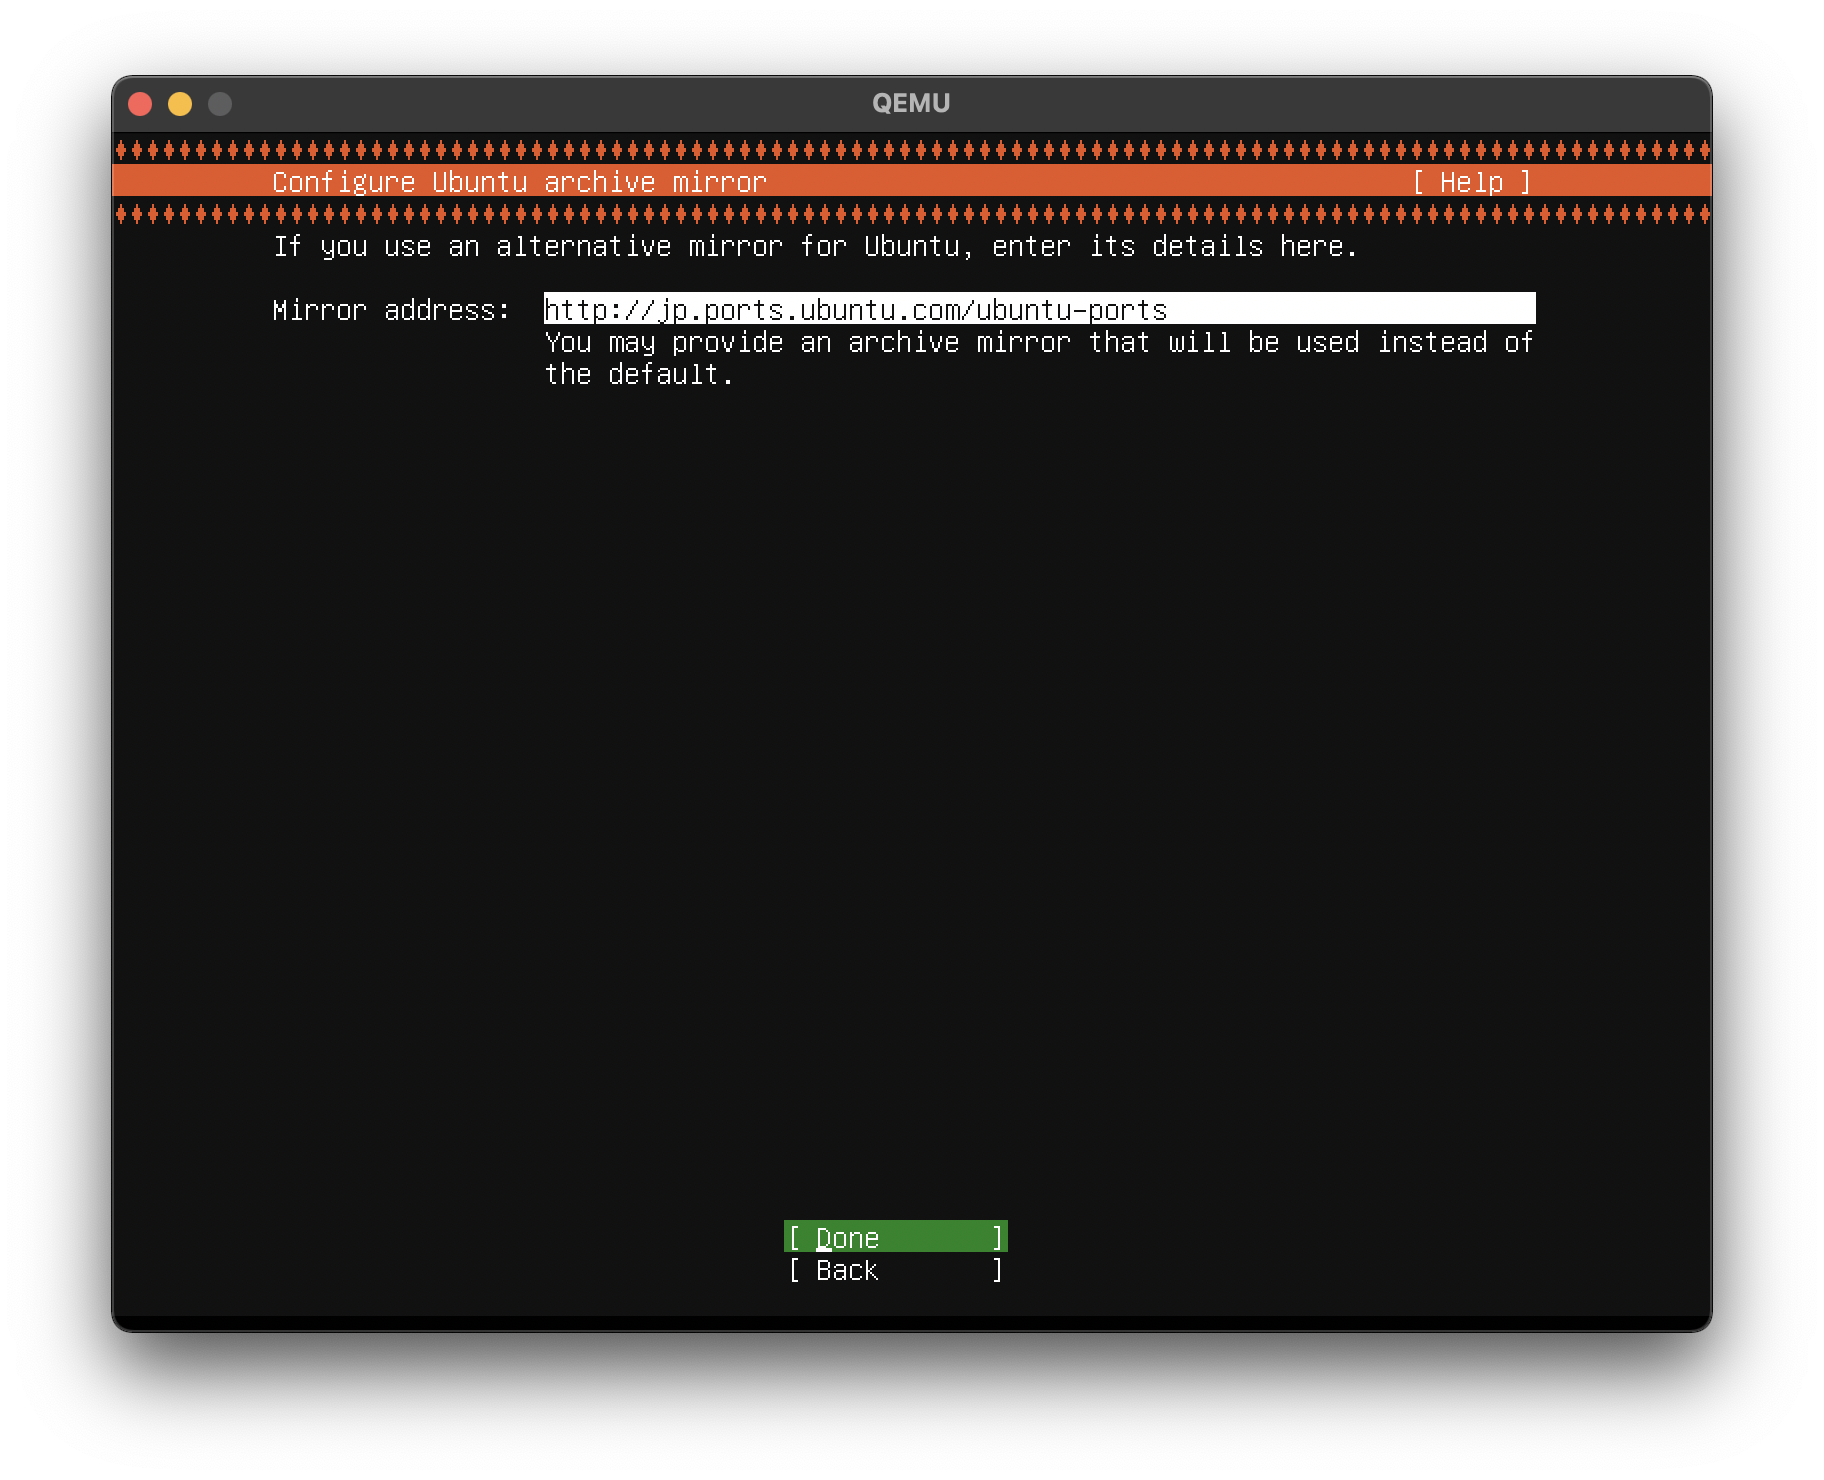 QEMU
Configure Ubuntu archive mirror [ Help ]
If you use an alternative mirror for Ubuntu, enter its details here.
Mirror address: http://jp.ports.ubuntu.com/ubuntu-ports
You may provide an archive mirror that will be used instead of
the default.
[ Done ]
[ Back ]